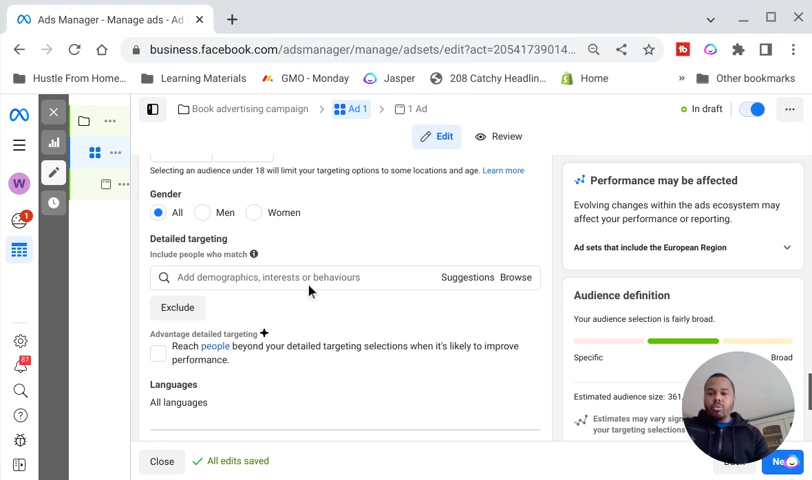 Ads Manager - Manage ads - Ad
business.facebook.com/adsmanager/manage/adsets/edit?act=20541739014...
Hustle From Home...
Learning Materials
GMO - Monday
Jasper
208 Catchy Headlin...
Home
»
Other bookmarks
Book advertising campaign
Ad 1
1 Ad
In draft
Edit
Review
Selecting an audience under 18 will limit your targeting options to some locations and age. Learn more
Gender
All
Men
Women
Detailed targeting
Include people who match
Add demographics, interests or behaviours
Suggestions
Browse
Exclude
Advantage detailed targeting
Reach people beyond your detailed targeting selections when it's likely to improve
performance.
Languages
All languages
Close
All edits saved
Performance may be affected
Evolving changes within the ads ecosystem may
affect your performance or reporting.
Ad sets that include the European Region
Audience definition
Your audience selection is fairly broad.
Specific
Broad
Estimated audience size: 361,
Estimates may vary
your targeting selections
W
1
87